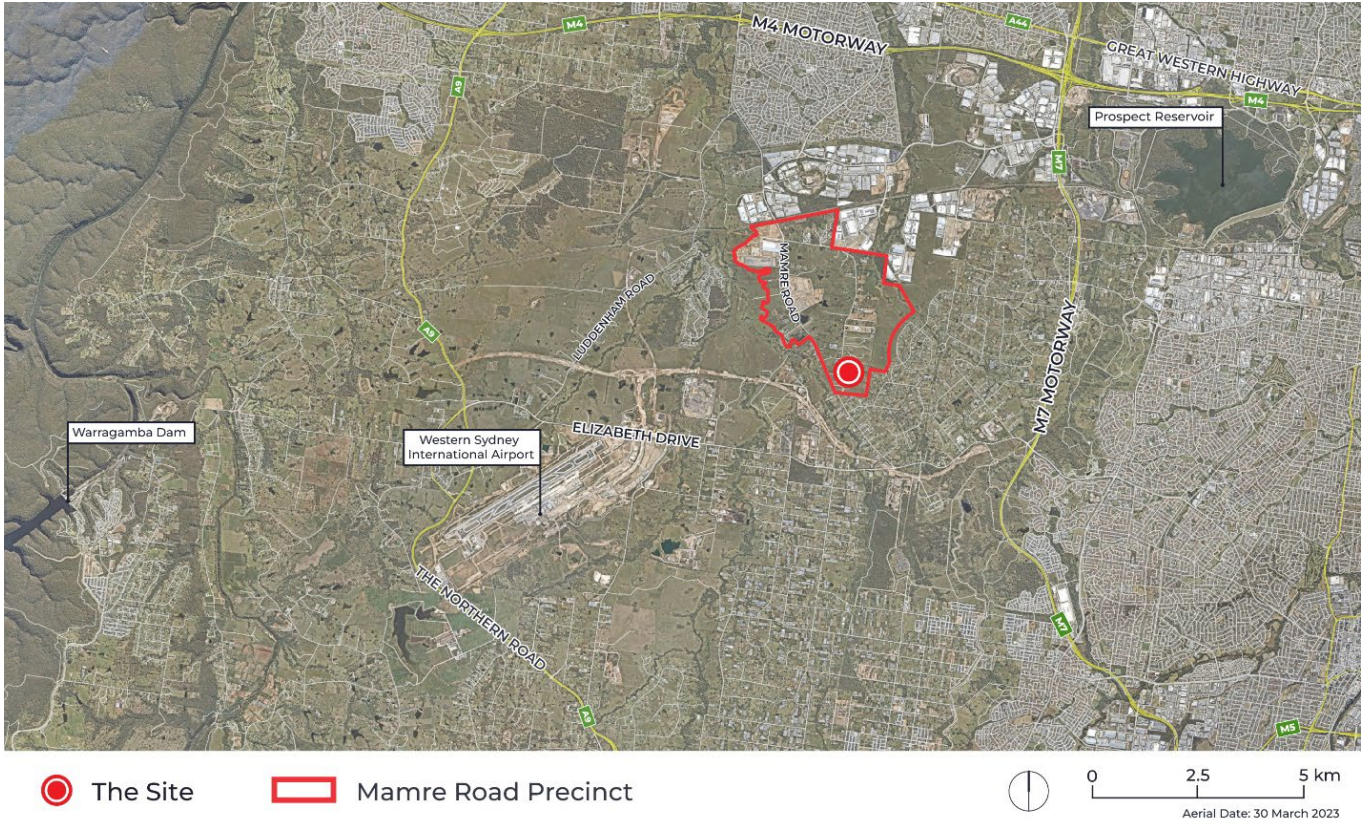 M4
M4 MOTORWAY
A44
GREAT WESTERN HIGHWAY
M4
A9
Prospect Reservoir
M7
MAMRE ROAD
LUDDENHAM ROAD
A9
M7 MOTORWAY
Warragamba Dam
Western Sydney
International Airport
ELIZABETH DRIVE
THE NORTHERN ROAD
M7
A9
M5
The Site
Mamre Road Precinct
0 2.5 5 km
Aerial Date: 30 March 2023